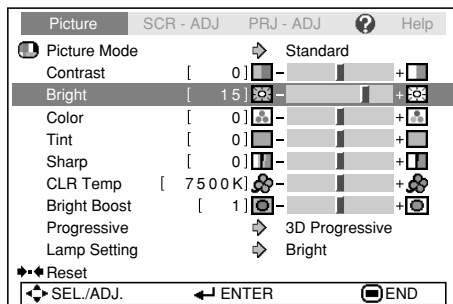 Picture SCR - ADJ PRJ - ADJ ? Help
Picture Mode Standard
Contrast [ 0] - +
Bright [ 15] - +
Color [ 0] - +
Tint [ 0] - +
Sharp [ 0] - +
CLR Temp [ 7500K] - +
Bright Boost [ 1] - +
Progressive 3D Progressive
Lamp Setting Bright
Reset
SEL./ADJ. ENTER END